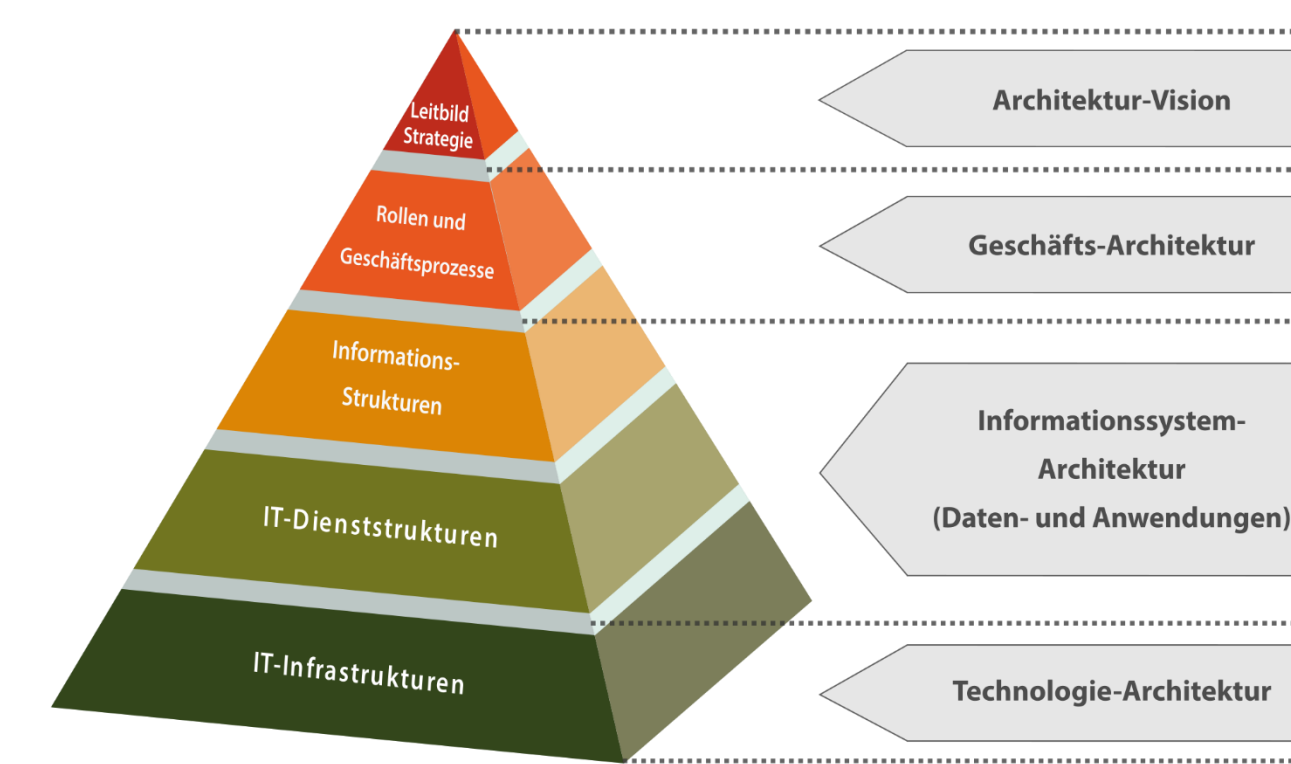 Leitbild
Strategie
Rollen und
Geschäftsprozesse
Informations-
Strukturen
IT-Dienststrukturen
IT-Infrastrukturen
Architektur-Vision
Geschäfts-Architektur
Informationssystem-
Architektur
(Daten- und Anwendungen)
Technologie-Architektur